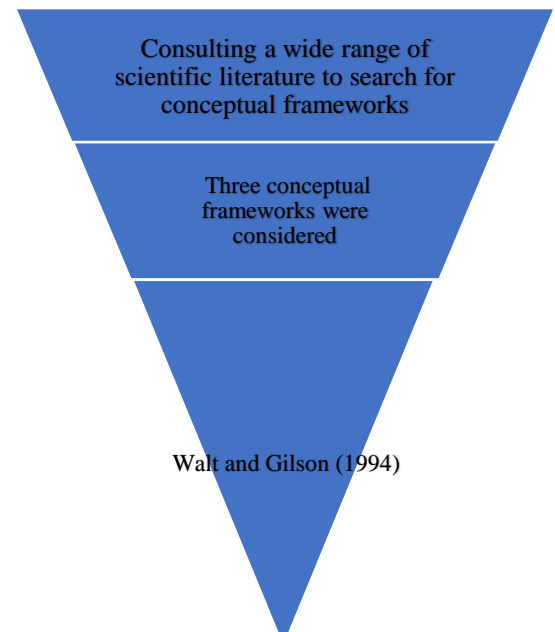 Consulting a wide range of
scientific literature to search for
conceptual frameworks
Three conceptual
frameworks were
considered
Walt and Gilson (1994)